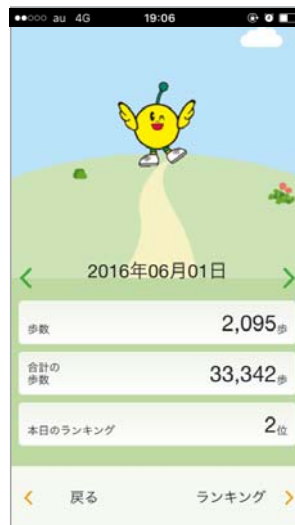 au 4G 19:06
2016年06月01日
歩数 2,095歩
合計の
歩数 33,342歩
本日のランキング 2位
戻る ランキング